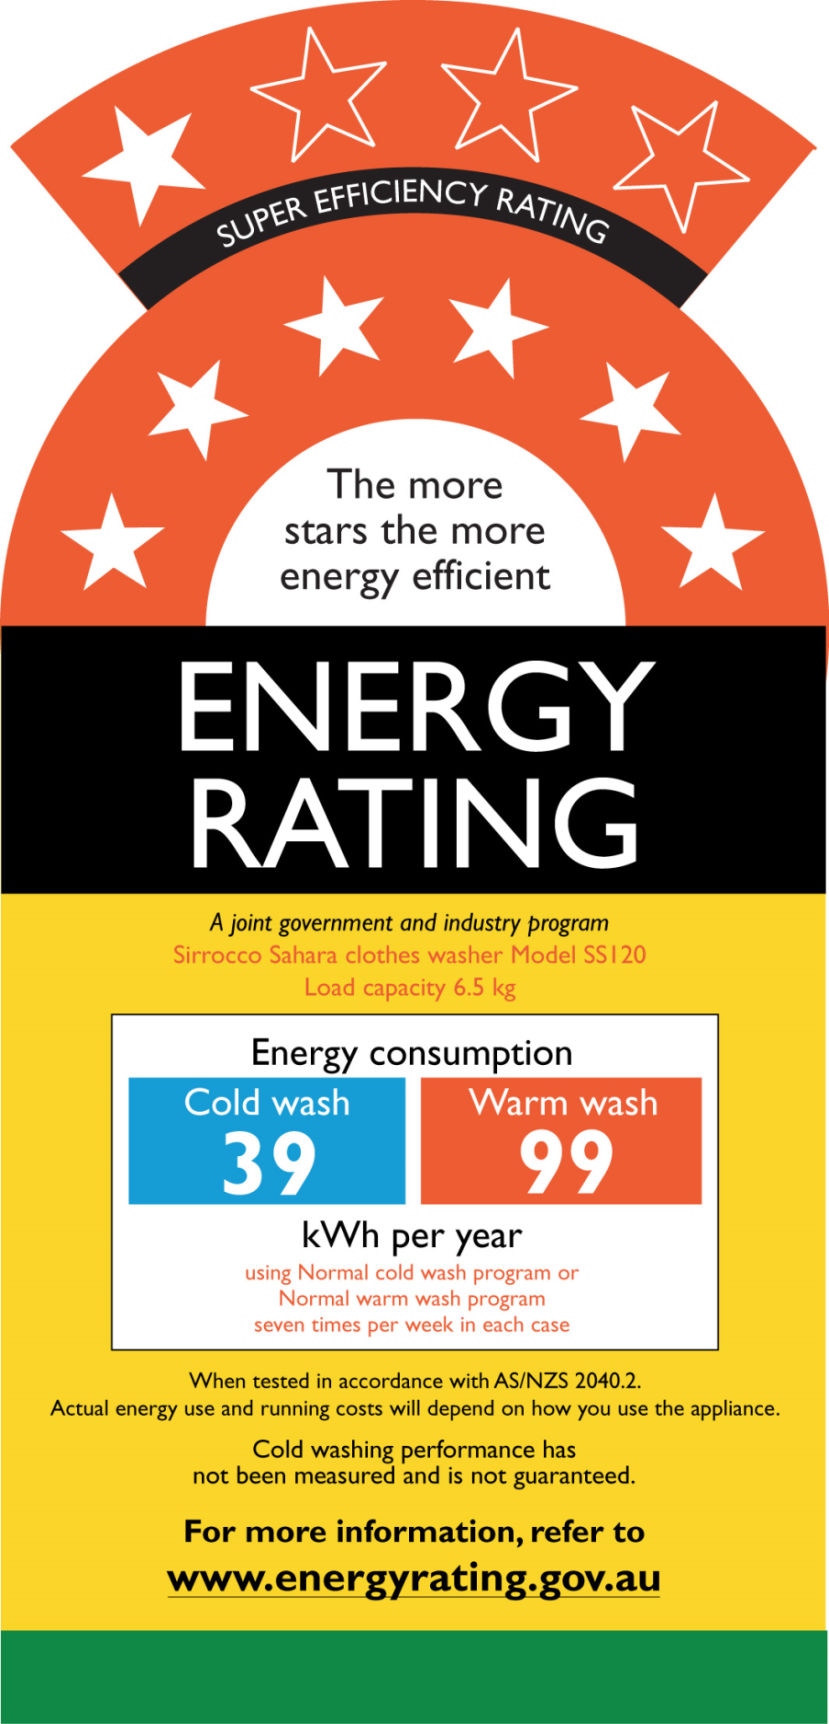 SUPER EFFICIENCY RATING
The more
stars the more
energy efficient
ENERGY
RATING
A joint government and industry program
Sirrocco Sahara clothes washer Model SS120
Load capacity 6.5 kg
Energy consumption
Cold wash
39
Warm wash
99
kWh per year
using Normal cold wash program or
Normal warm wash program
seven times per week in each case
When tested in accordance with AS/NZS 2040.2.
Actual energy use and running costs will depend on how you use the appliance.
Cold washing performance has
not been measured and is not guaranteed.
For more information, refer to
www.energyrating.gov.au